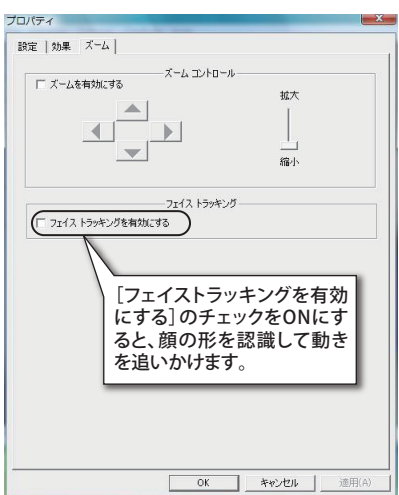 プロパティ
設定 効果 ズーム
ズーム コントロール
ズームを有効にする
拡大
縮小
フェイス トラッキング
フェイス トラッキングを有効にする
[フェイストラッキングを有効
にする]のチェックをONにす
ると、顔の形を認識して動き
を追いかけます。
OK キャンセル 適用(A)